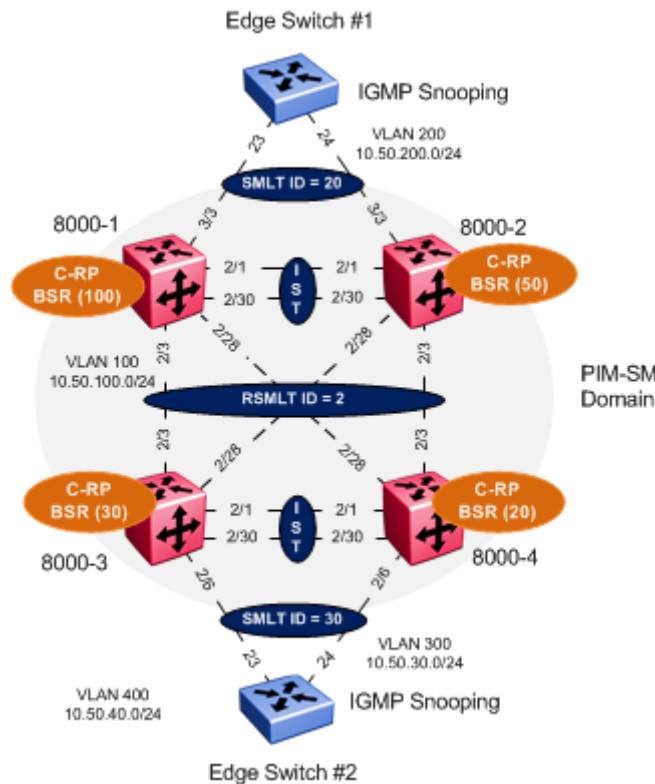 Edge Switch #1
IGMP Snooping
23
24
VLAN 200
10.50.200.0/24
SMLT ID = 20
8000-1
3/3
3/3
8000-2
C-RP
BSR (100)
2/1
2/30
I
S
T
2/1
2/30
C-RP
BSR (50)
2/28
2/28
VLAN 100
10.50.100.0/24
2/3
2/3
RSMLT ID = 2
PIM-SM
Domain
2/3
2/28
2/28
2/3
C-RP
BSR (30)
2/1
2/30
I
S
T
2/1
2/30
C-RP
BSR (20)
8000-3
8000-4
2/6
2/6
SMLT ID = 30
VLAN 300
10.50.30.0/24
23
24
VLAN 400
10.50.40.0/24
IGMP Snooping
Edge Switch #2